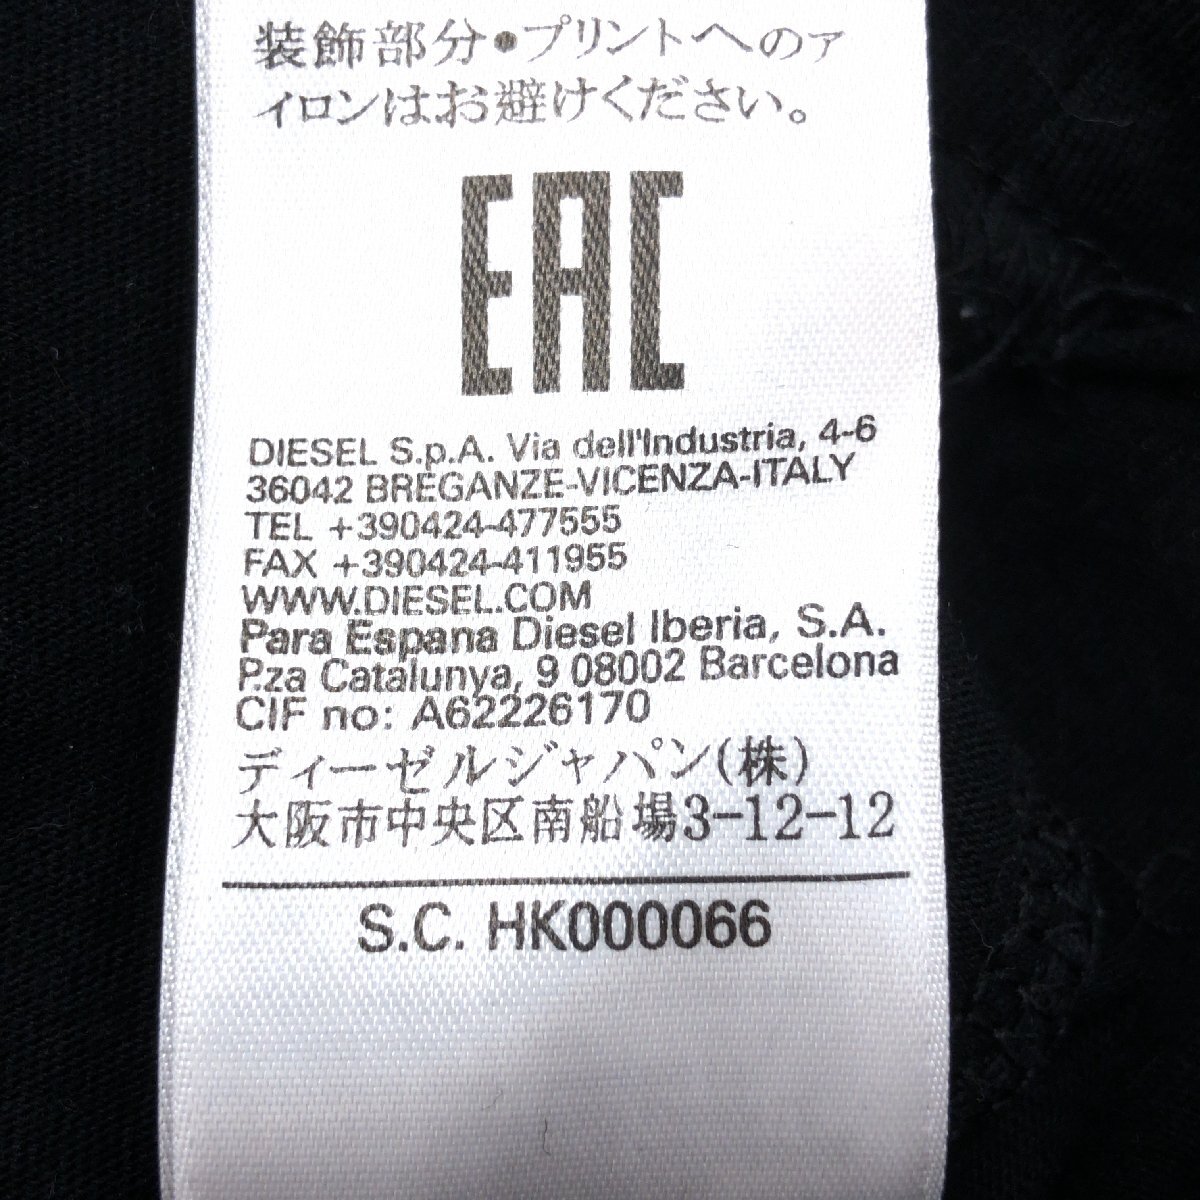 装飾部分・プリントへのア
イロンはお避けください。
EAC
DIESEL S.p.A. Via dell'Industria, 4-6
36042 BREGANZE-VICENZA-ITALY
TEL +390424-477555
FAX +390424-411955
WWW.DIESEL.COM
Para Espana Diesel Iberia, S.A.
P.za Catalunya, 9 08002 Barcelona
CIF no: A62226170
ディーゼルジャパン(株)
大阪市中央区南船場3-12-12
S.C. HK000066